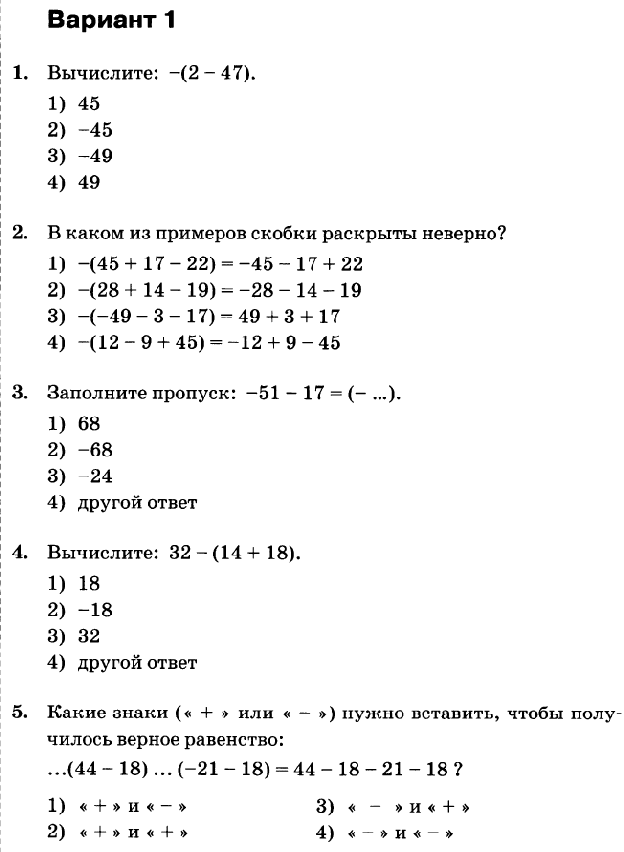 Вариант 1
1. Вычислите: –(2 – 47).
1) 45
2) –45
3) –49
4) 49
2. В каком из примеров скобки раскрыты неверно?
1) –(45 + 17 – 22) = –45 – 17 + 22
2) –(28 + 14 – 19) = –28 – 14 – 19
3) –(–49 – 3 – 17) = 49 + 3 + 17
4) –(12 – 9 + 45) = –12 + 9 – 45
3. Заполните пропуск: –51 – 17 = (– ...).
1) 68
2) –68
3) –24
4) другой ответ
4. Вычислите: 32 – (14 + 18).
1) 18
2) –18
3) 32
4) другой ответ
5. Какие знаки (« + » или « – ») нужно вставить, чтобы полу-
чилось верное равенство:
...(44 – 18) ... (–21 – 18) = 44 – 18 – 21 – 18 ?
1) « + » и « – » 3) « – » и « + »
2) « + » и « + » 4) « – » и « – »